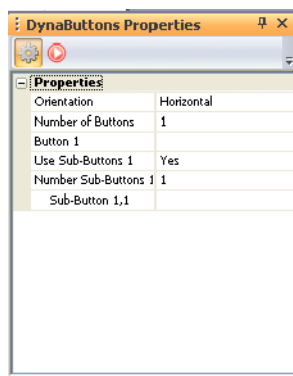 DynaButtons Properties
Properties
Orientation Horizontal
Number of Buttons 1
Button 1
Use Sub-Buttons 1 Yes
Number Sub-Buttons 1 1
Sub-Button 1,1